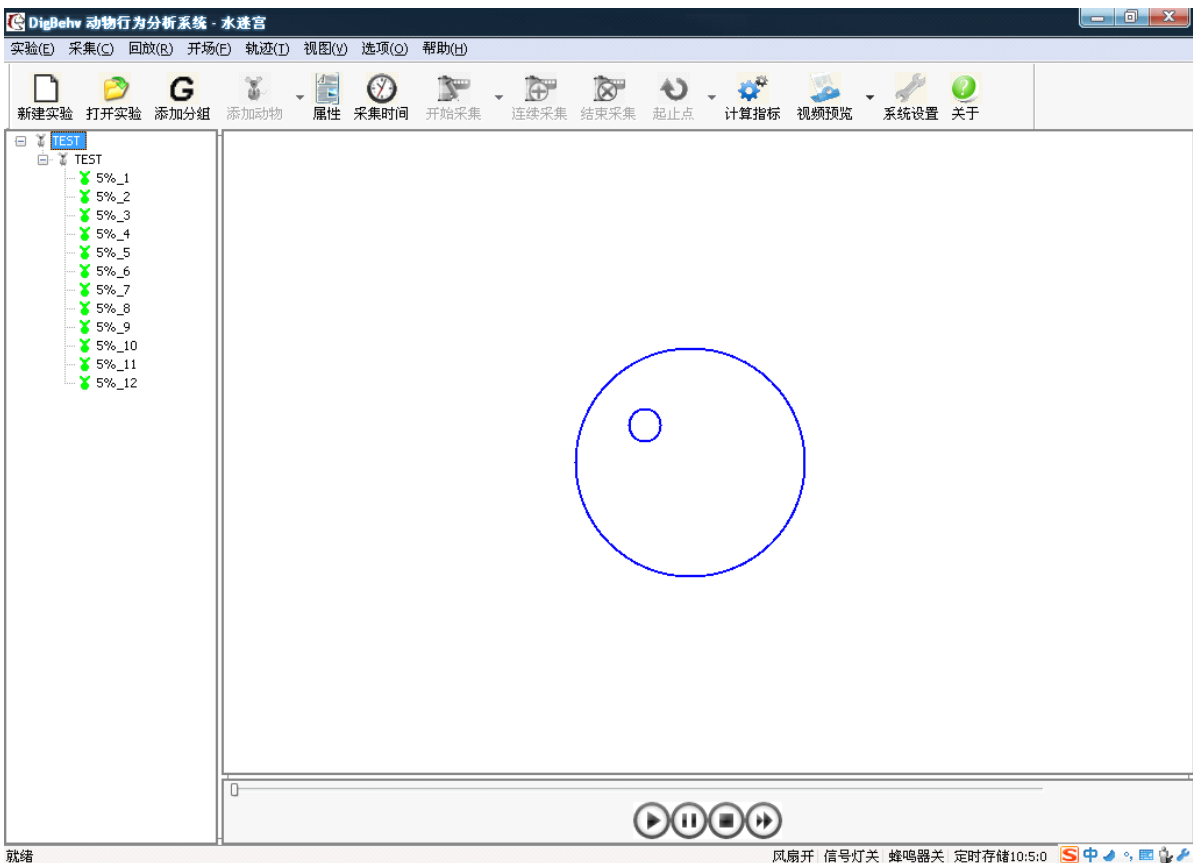 DigBehv 动物行为分析系统 - 水迷宫
实验(E) 采集(C) 回放(R) 开场(F) 轨迹(T) 视图(V) 选项(O) 帮助(H)
新建实验 打开实验 添加分组 添加动物 属性 采集时间 开始采集 连续采集 结束采集 起止点 计算指标 视频预览 系统设置 关于
TEST
TEST
5%_1
5%_2
5%_3
5%_4
5%_5
5%_6
5%_7
5%_8
5%_9
5%_10
5%_11
5%_12
就绪 风扇开 信号灯关 蜂鸣器关 定时存储10:5:0 中